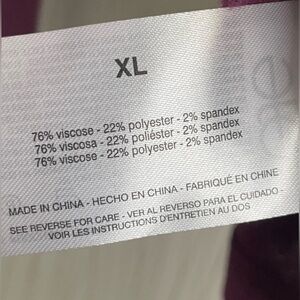 XL
76% viscose - 22% polyester - 2% spandex
76% viscosa - 22% poliéster - 2% spandex
76% viscose - 22% polyester - 2% spandex
MADE IN CHINA - HECHO EN CHINA - FABRIQUÉ EN CHINE
SEE REVERSE FOR CARE - VER AL REVERSO PARA EL CUIDADO -
VOIR LES INSTRUCTIONS D'ENTRETIEN AU DOS